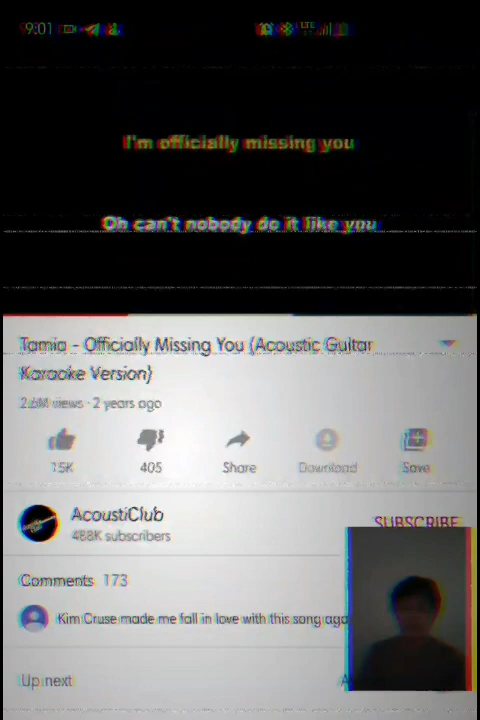 9:01
LTE
I'm officially missing you
Oh can't nobody do it like you
Tamia - Officially Missing You (Acoustic Guitar
Karaoke Version)
2.6M views · 2 years ago
15K
405
Share
Download
Save
AcoustiClub
488K subscribers
SUBSCRIBE
Comments 173
Kim Cruse made me fall in love with this song aga
Up next